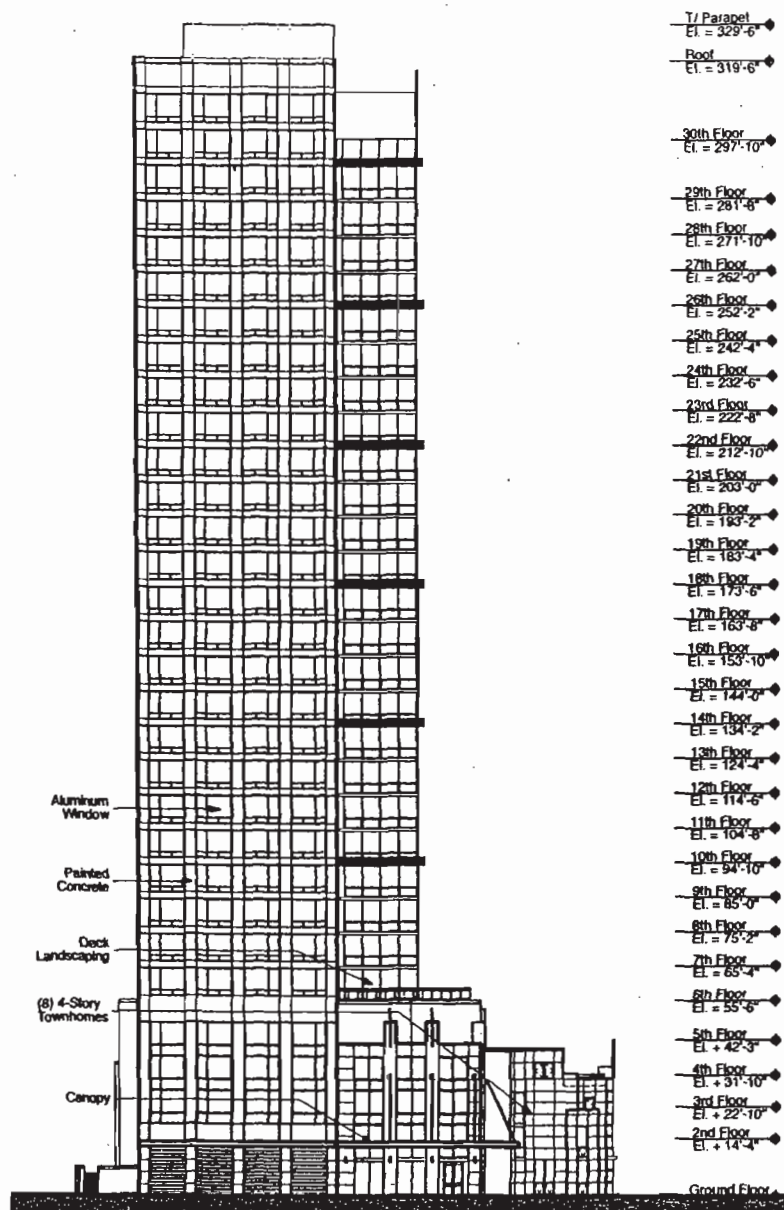 T/ Parapet
El. = 329'-6"
Roof
El. = 319'-6"
30th Floor
El. = 297'-10"
29th Floor
El. = 281'-8"
28th Floor
El. = 271'-10"
27th Floor
El. = 262'-0"
26th Floor
El. = 252'-2"
25th Floor
El. = 242'-4"
24th Floor
El. = 232'-6"
23rd Floor
El. = 222'-8"
22nd Floor
El. = 212'-10"
21st Floor
El. = 203'-0"
20th Floor
El. = 193'-2"
19th Floor
El. = 183'-4"
18th Floor
El. = 173'-6"
17th Floor
El. = 163'-8"
16th Floor
El. = 153'-10"
15th Floor
El. = 144'-0"
14th Floor
El. = 134'-2"
13th Floor
El. = 124'-4"
12th Floor
El. = 114'-6"
11th Floor
El. = 104'-8"
10th Floor
El. = 94'-10"
9th Floor
El. = 85'-0"
8th Floor
El. = 75'-2"
7th Floor
El. = 65'-4"
6th Floor
El. = 55'-6"
5th Floor
El. + 42'-3"
4th Floor
El. + 31'-10"
3rd Floor
El. + 22'-10"
2nd Floor
El. + 14'-4"
Ground Floor
Aluminum
Window
Painted
Concrete
Deck
Landscaping
(8) 4-Story
Townhomes
Canopy